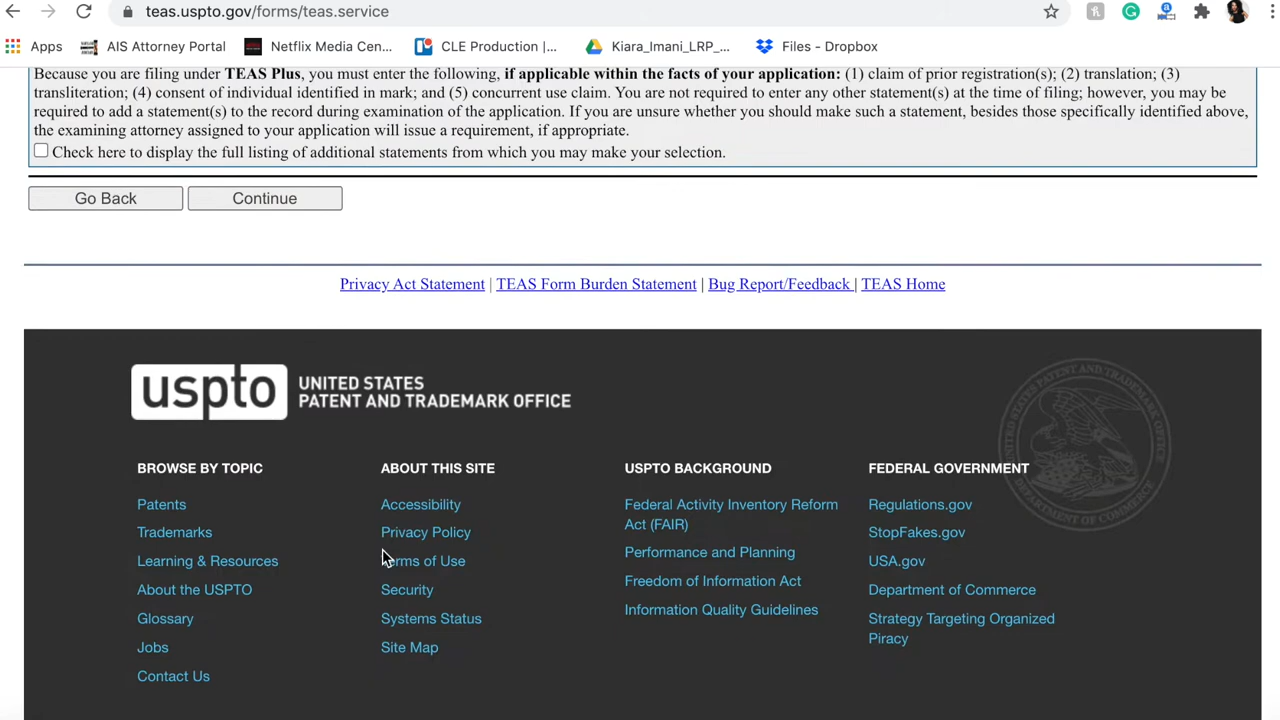 teas.uspto.gov/forms/teas.service
Apps AIS Attorney Portal Netflix Media Cen... CLE Production |... Kiara_Imani_LRP_... Files - Dropbox
Because you are filing under TEAS Plus, you must enter the following, if applicable within the facts of your application: (1) claim of prior registration(s); (2) translation; (3)
transliteration; (4) consent of individual identified in mark; and (5) concurrent use claim. You are not required to enter any other statement(s) at the time of filing; however, you may be
required to add a statement(s) to the record during examination of the application. If you are unsure whether you should make such a statement, besides those specifically identified above,
the examining attorney assigned to your application will issue a requirement, if appropriate.
Check here to display the full listing of additional statements from which you may make your selection.
Go Back Continue
Privacy Act Statement | TEAS Form Burden Statement | Bug Report/Feedback | TEAS Home
uspto UNITED STATES
PATENT AND TRADEMARK OFFICE
BROWSE BY TOPIC
Patents
Trademarks
Learning & Resources
About the USPTO
Glossary
Jobs
Contact Us
ABOUT THIS SITE
Accessibility
Privacy Policy
Terms of Use
Security
Systems Status
Site Map
USPTO BACKGROUND
Federal Activity Inventory Reform
Act (FAIR)
Performance and Planning
Freedom of Information Act
Information Quality Guidelines
FEDERAL GOVERNMENT
Regulations.gov
StopFakes.gov
USA.gov
Department of Commerce
Strategy Targeting Organized
Piracy
UNITED STATES PATENT AND TRADEMARK OFFICE
DEPARTMENT OF COMMERCE